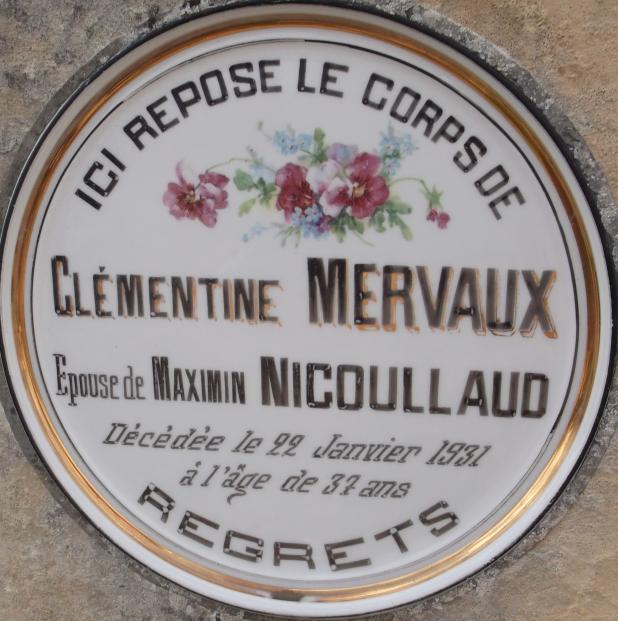 ICI REPOSE LE CORPS DE
CLÉMENTINE MERVAUX
Epouse de MAXIMIN NICOULLAUD
Décédée le 22 Janvier 1931
à l'âge de 37 ans
REGRETS